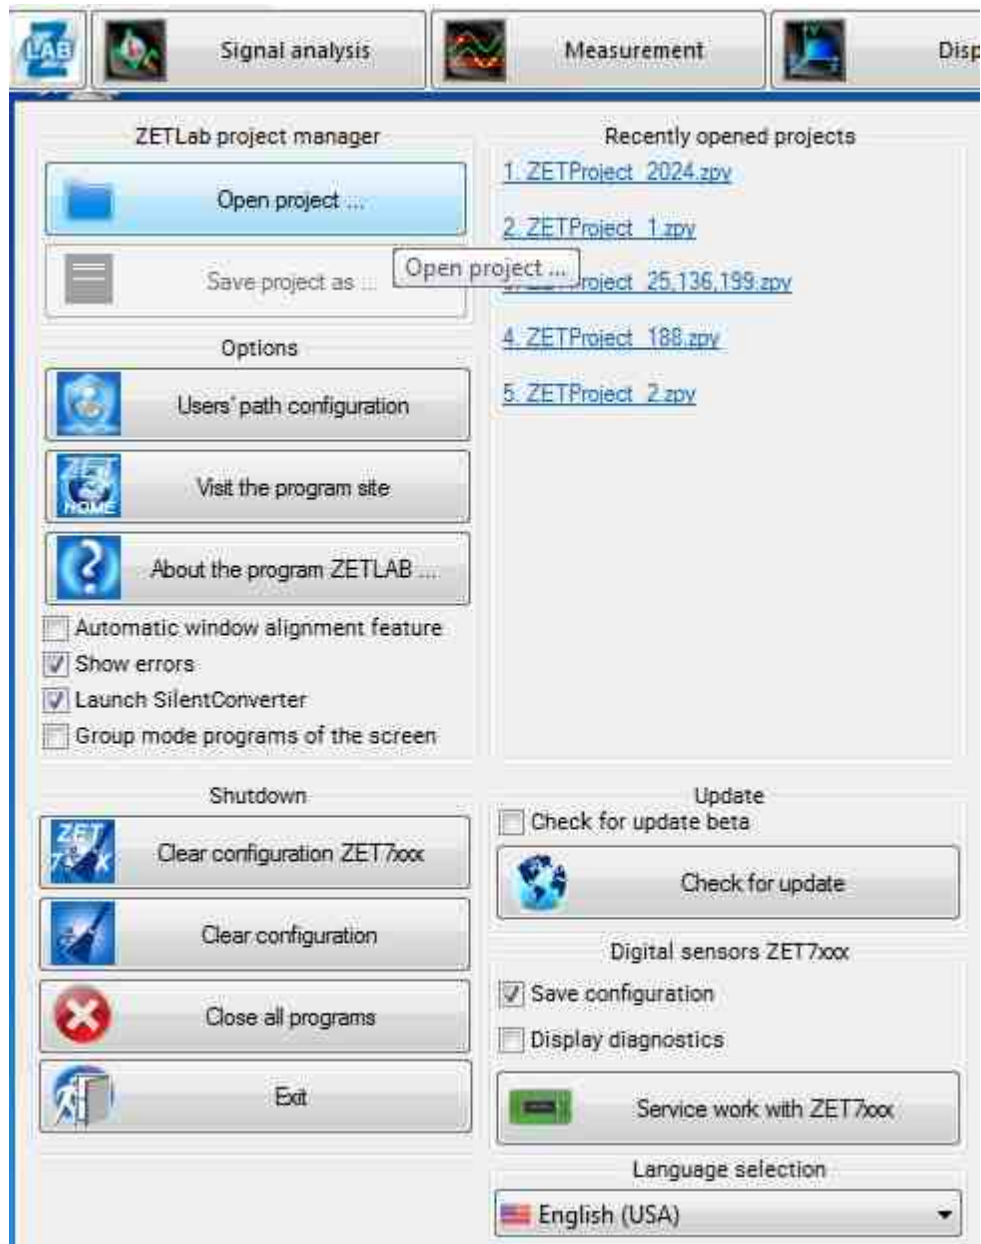 Z
LAB
Signal analysis
Measurement
Disp
ZETLab project manager
Open project ...
Save project as ...
Open project ...
Options
Users' path configuration
ZET
HOME
Visit the program site
?
About the program ZETLAB ...
Automatic window alignment feature
Show errors
Launch SilentConverter
Group mode programs of the screen
Recently opened projects
1. ZETProject_2024.zpy
2. ZETProject_1.zpy
ZETProject_25,136,199.zpy
4. ZETProject_188.zpy
5. ZETProject_2.zpy
Shutdown
ZET
Clear configuration ZET7xxx
Clear configuration
Close all programs
Exit
Update
Check for update beta
Check for update
Digital sensors ZET7xxx
Save configuration
Display diagnostics
Service work with ZET7xxx
Language selection
English (USA)